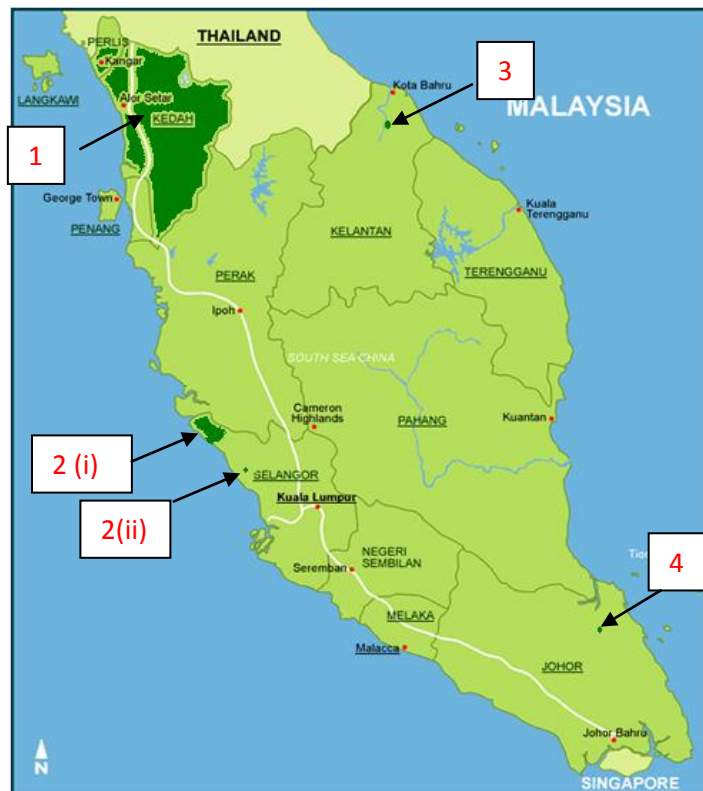 THAILAND
PERLIS
Kangar
3
Kota Bahru
LANGKAWI
Alor Setar
MALAYSIA
KEDAH
1
George Town
Kuala
Terengganu
PENANG
KELANTAN
PERAK
TERENGGANU
Ipoh
SOUTH SEA CHINA
Cameron
Highlands
PAHANG
Kuantan
2 (i)
SELANGOR
2(ii)
Kuala Lumpur
NEGERI
SEMBILAN
4
Seremban
MELAKA
Malacca
JOHOR
Johor Bahru
N
SINGAPORE